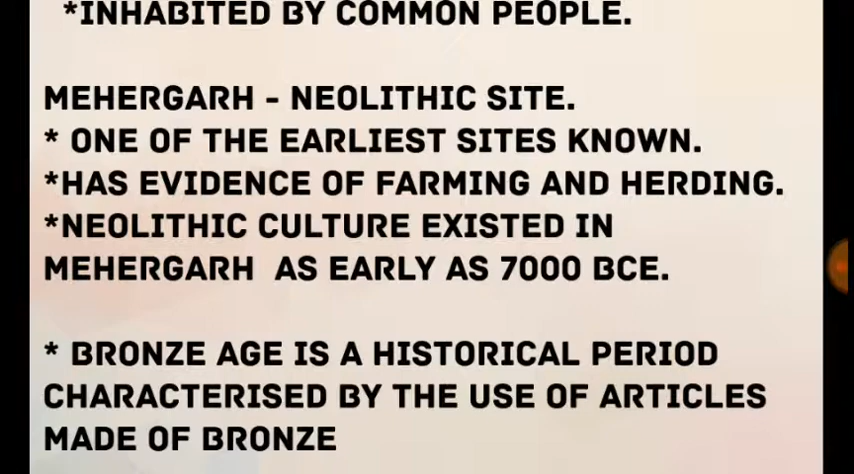 *INHABITED BY COMMON PEOPLE.
MEHERGARH - NEOLITHIC SITE.
* ONE OF THE EARLIEST SITES KNOWN.
*HAS EVIDENCE OF FARMING AND HERDING.
*NEOLITHIC CULTURE EXISTED IN
MEHERGARH AS EARLY AS 7000 BCE.
* BRONZE AGE IS A HISTORICAL PERIOD
CHARACTERISED BY THE USE OF ARTICLES
MADE OF BRONZE